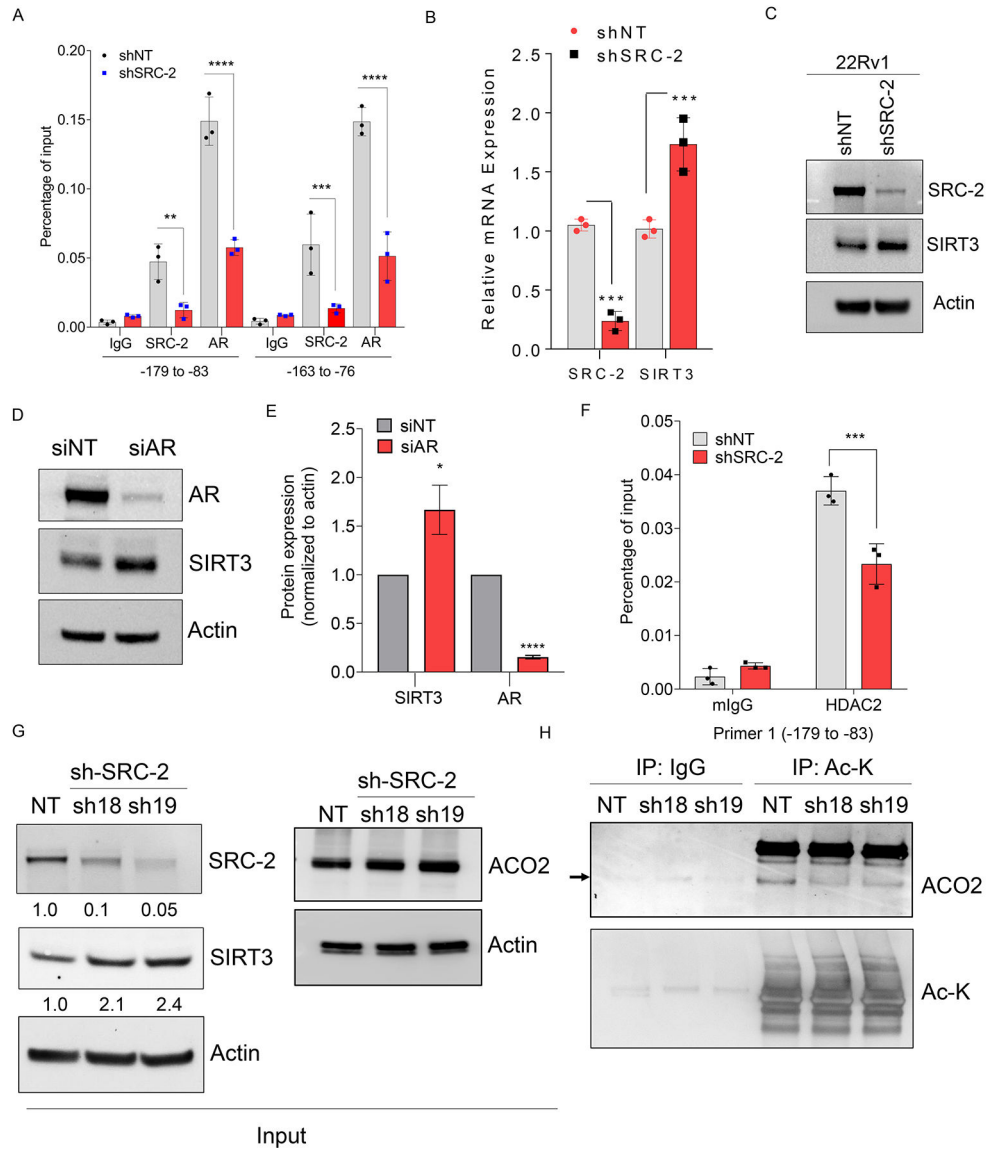 A
0.20
0.15
0.10
0.05
0.00
Percentage of input
shNT
shSRC-2
**
****
***
****
IgG SRC-2 AR IgG SRC-2 AR
-179 to -83 -163 to -76
B
shNT
shSRC-2
Relative mRNA Expression
2.5
2.0
1.5
1.0
0.5
0.0
***
***
SRC-2 SIRT3
C
22Rv1
shNT
shSRC-2
SRC-2
SIRT3
Actin
D
siNT siAR
AR
SIRT3
Actin
E
siNT
siAR
Protein expression
(normalized to actin)
2.5
2.0
1.5
1.0
0.5
0.0
*
****
SIRT3 AR
F
shNT
shSRC-2
Percentage of input
0.05
0.04
0.03
0.02
0.01
0.00
***
mIgG HDAC2
Primer 1 (-179 to -83)
G
sh-SRC-2
NT sh18 sh19
SRC-2
1.0 0.1 0.05
SIRT3
1.0 2.1 2.4
Actin
sh-SRC-2
NT sh18 sh19
ACO2
Actin
Input
H
IP: IgG IP: Ac-K
NT sh18 sh19 NT sh18 sh19
ACO2
Ac-K